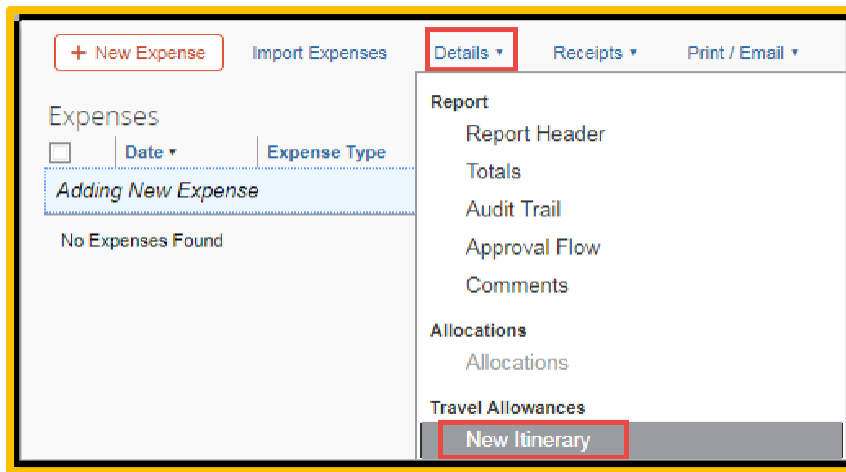 + New Expense Import Expenses Details ▾ Receipts ▾ Print / Email ▾
Expenses
Date ▾ Expense Type
Adding New Expense
No Expenses Found
Report
Report Header
Totals
Audit Trail
Approval Flow
Comments
Allocations
Allocations
Travel Allowances
New Itinerary